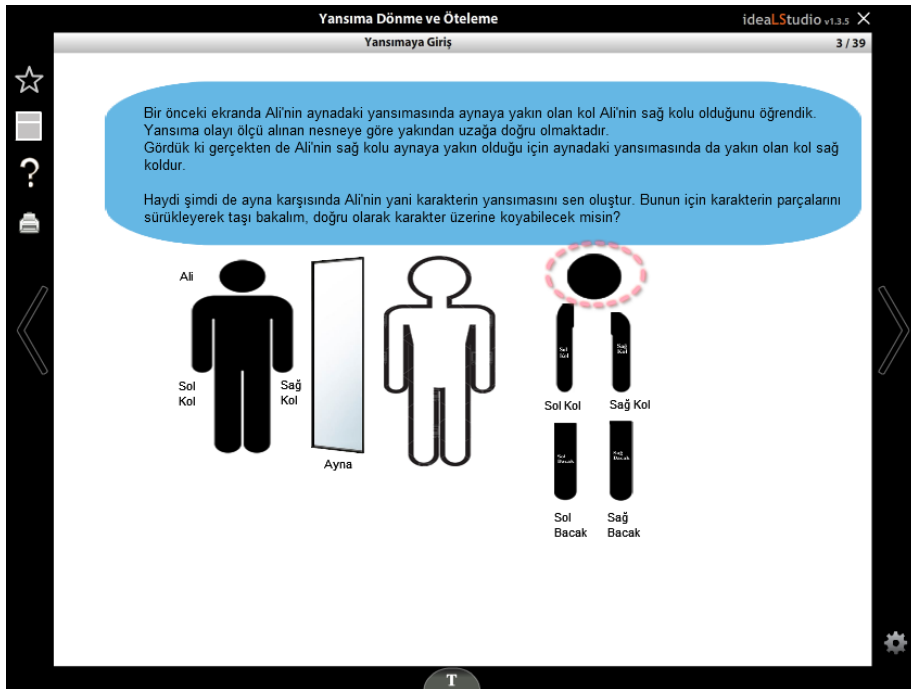 Yansıma Dönme ve Öteleme
ideaLStudio v1.3.5 X
Yansımaya Giriş
3 / 39
Bir önceki ekranda Ali'nin aynadaki yansımasında aynaya yakın olan kol Ali'nin sağ kolu olduğunu öğrendik.
Yansıma olayı ölçü alınan nesneye göre yakından uzağa doğru olmaktadır.
Gördük ki gerçekten de Ali'nin sağ kolu aynaya yakın olduğu için aynadaki yansımasında da yakın olan kol sağ
koldur.
Haydi şimdi de ayna karşısında Ali'nin yani karakterin yansımasını sen oluştur. Bunun için karakterin parçalarını
sürükleyerek taşı bakalım, doğru olarak karakter üzerine koyabilecek misin?
Ali
Sol
Kol
Sağ
Kol
Ayna
Sol
Kol
Sağ
Kol
Sol Kol
Sağ Kol
Sol
Bacak
Sağ
Bacak
Sol
Bacak
Sağ
Bacak
T